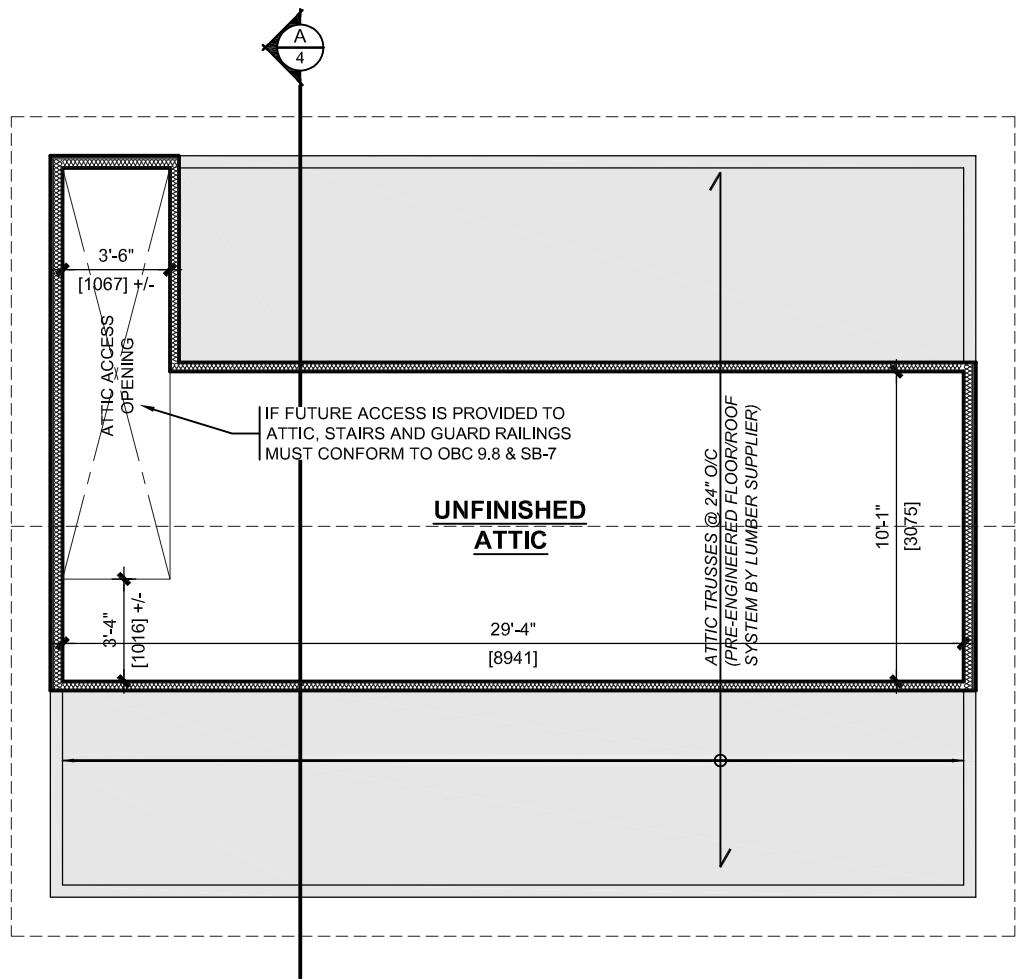 A
4
3'-6"
[1067] +/-
ATTIC ACCESS
OPENING
IF FUTURE ACCESS IS PROVIDED TO
ATTIC, STAIRS AND GUARD RAILINGS
MUST CONFORM TO OBC 9.8 & SB-7
UNFINISHED
ATTIC
ATTIC TRUSSES @ 24" O/C
(PRE-ENGINEERED FLOOR/ROOF
SYSTEM BY LUMBER SUPPLIER)
10'-1"
[3075]
3'-4"
[1016] +/-
29'-4"
[8941]